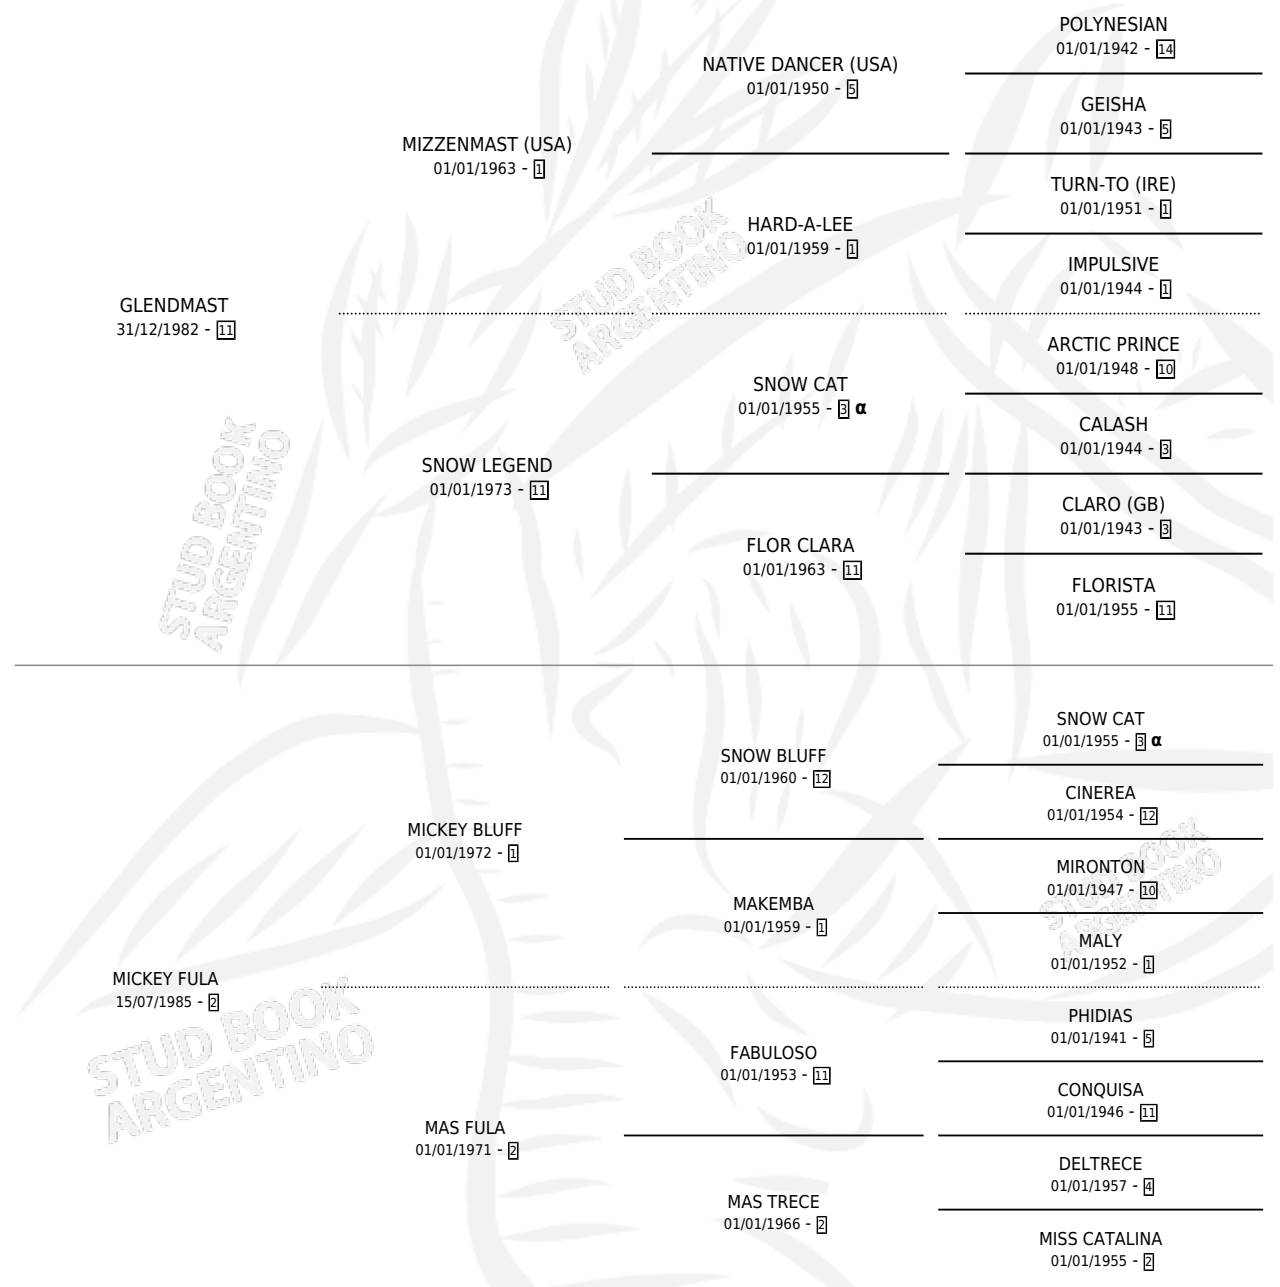 POLYNESIAN
01/01/1942 - 14
NATIVE DANCER (USA)
01/01/1950 - 5
GEISHA
01/01/1943 - 5
MIZZENMAST (USA)
01/01/1963 - 1
TURN-TO (IRE)
01/01/1951 - 1
HARD-A-LEE
01/01/1959 - 1
IMPULSIVE
01/01/1944 - 1
GLENDMAST
31/12/1982 - 11
ARCTIC PRINCE
01/01/1948 - 10
SNOW CAT
01/01/1955 - 3 α
CALASH
01/01/1944 - 3
SNOW LEGEND
01/01/1973 - 11
CLARO (GB)
01/01/1943 - 3
FLOR CLARA
01/01/1963 - 11
FLORISTA
01/01/1955 - 11
SNOW CAT
01/01/1955 - 3 α
SNOW BLUFF
01/01/1960 - 12
CINEREA
01/01/1954 - 12
MICKEY BLUFF
01/01/1972 - 1
MIRONTON
01/01/1947 - 10
MAKEMBA
01/01/1959 - 1
MALY
01/01/1952 - 1
MICKEY FULA
15/07/1985 - 2
PHIDIAS
01/01/1941 - 5
FABULOSO
01/01/1953 - 11
CONQUISA
01/01/1946 - 11
MAS FULA
01/01/1971 - 2
DELTRECE
01/01/1957 - 4
MAS TRECE
01/01/1966 - 2
MISS CATALINA
01/01/1955 - 2
STUD BOOK
ARGENTINO
STUD BOOK
ARGENTINO
STUD BOOK
ARGENTINO
STUD BOOK
ARGENTINO